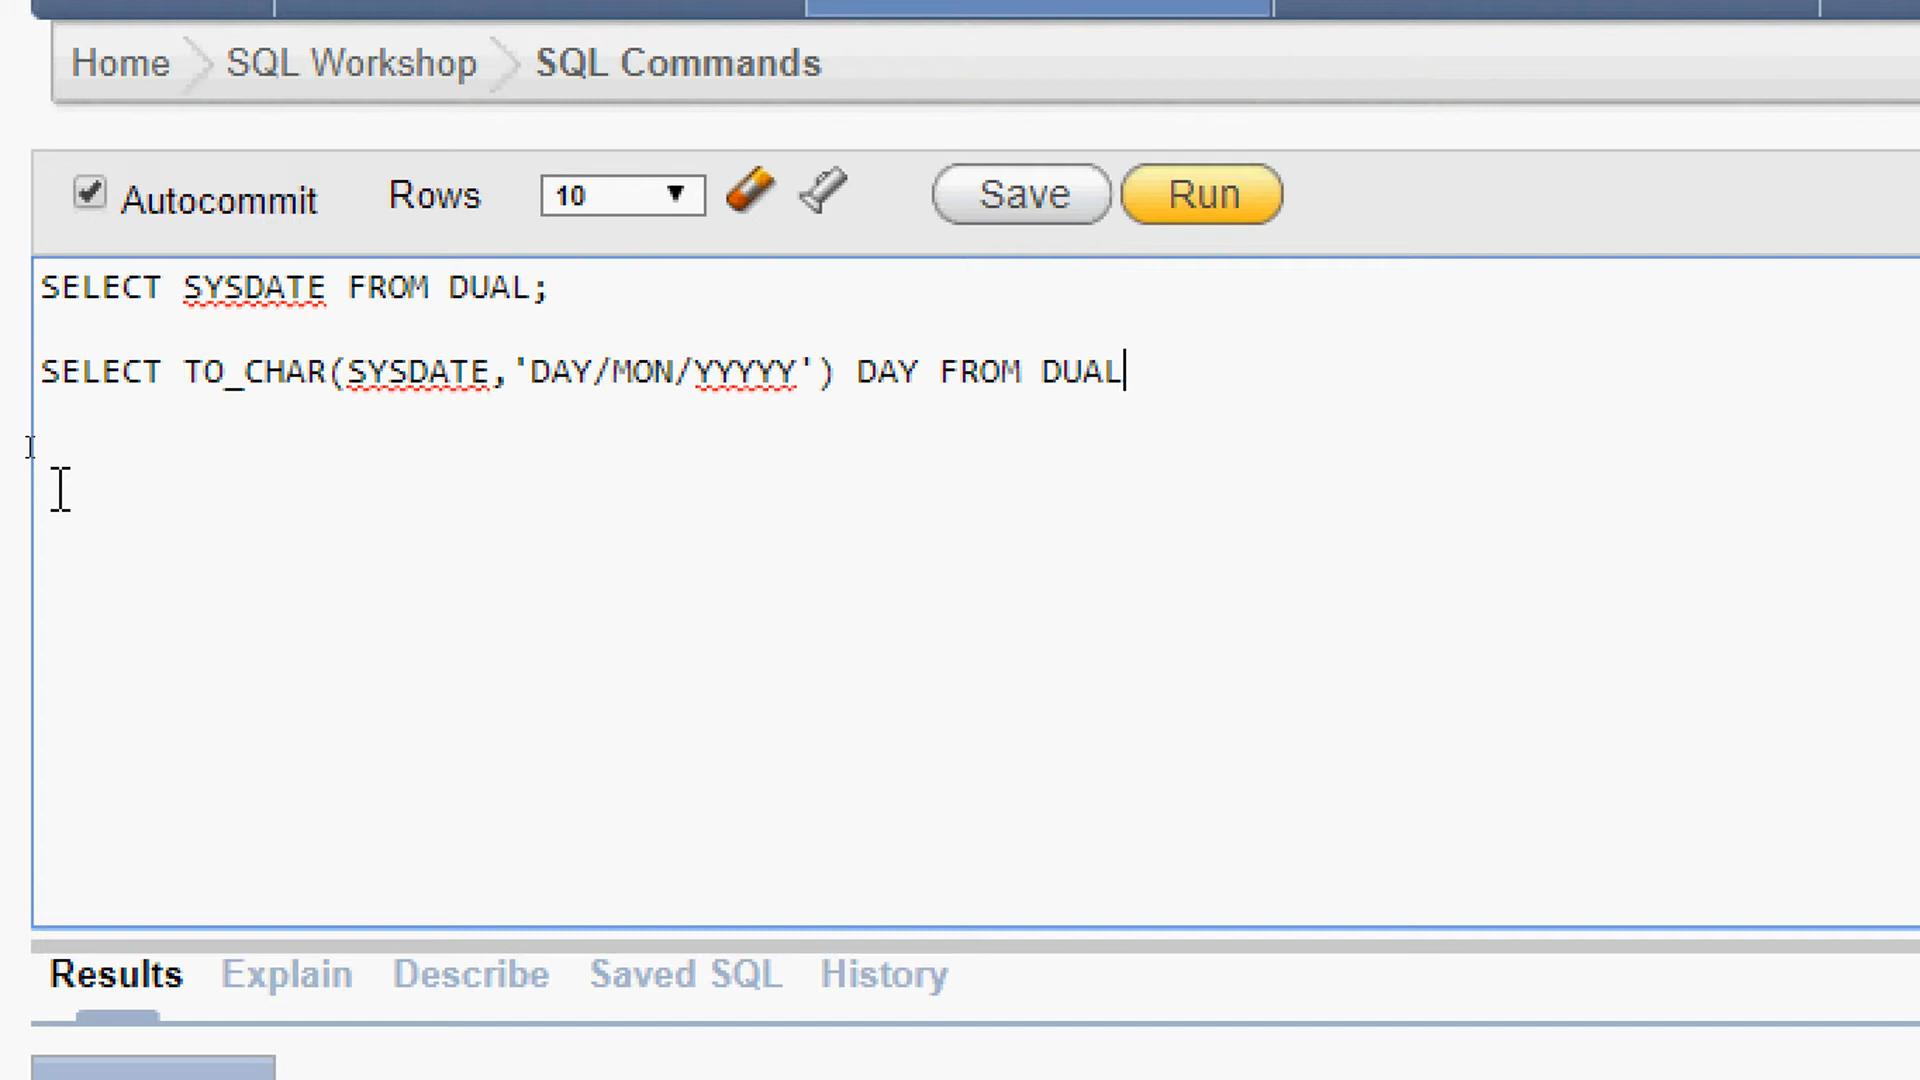 Home SQL Workshop SQL Commands
Autocommit Rows 10 Save Run
SELECT SYSDATE FROM DUAL;
SELECT TO_CHAR(SYSDATE,'DAY/MON/YYYYY') DAY FROM DUAL
Results Explain Describe Saved SQL History